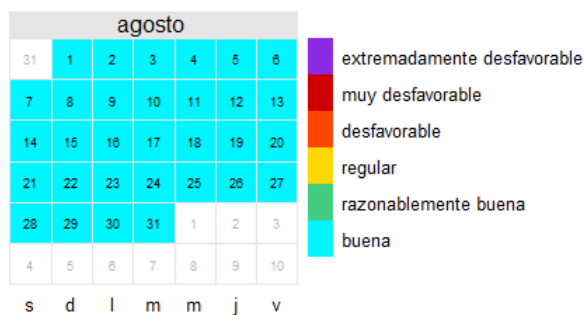 agosto
31 1 2 3 4 5 6
7 8 9 10 11 12 13
14 15 16 17 18 19 20
21 22 23 24 25 26 27
28 29 30 31 1 2 3
4 5 6 7 8 9 10
s d l m m j v
extremadamente desfavorable
muy desfavorable
desfavorable
regular
razonablemente buena
buena